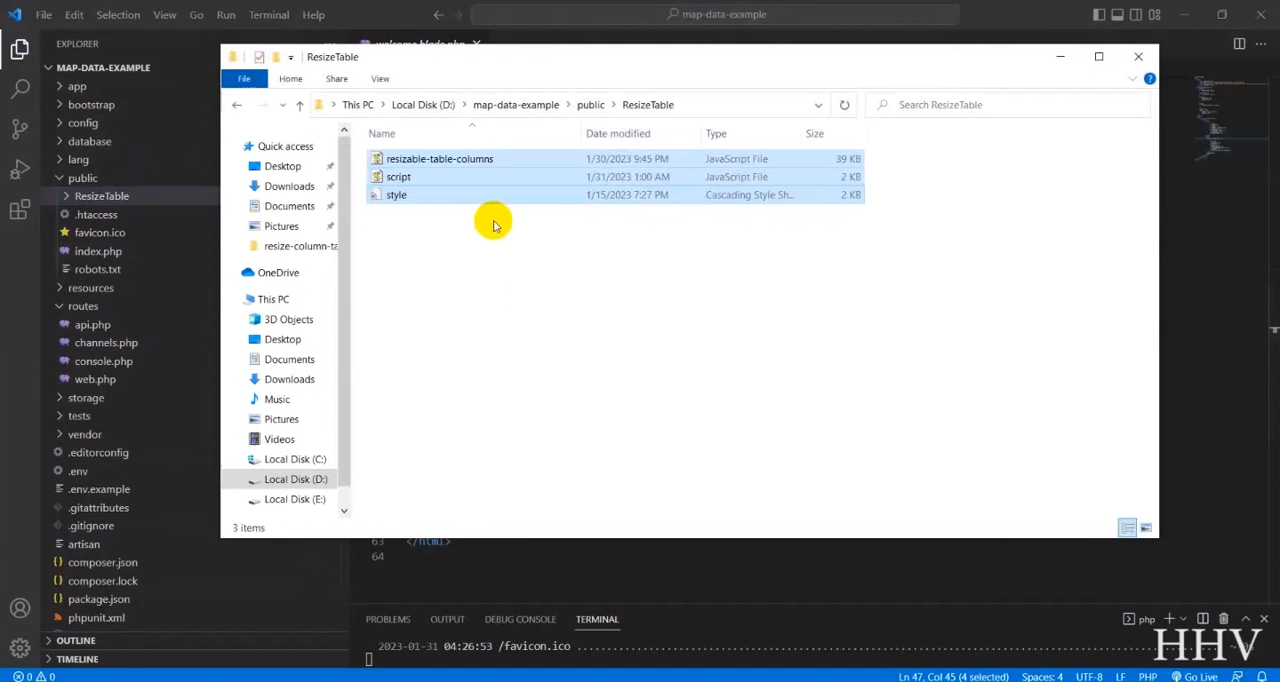 File Edit Selection View Go Run Terminal Help
map-data-example
EXPLORER
welcome.blade.php
MAP-DATA-EXAMPLE
app
bootstrap
config
database
lang
public
ResizeTable
.htaccess
favicon.ico
index.php
robots.txt
resources
routes
api.php
channels.php
console.php
web.php
storage
tests
vendor
.editorconfig
.env
.env.example
.gitattributes
.gitignore
artisan
composer.json
composer.lock
package.json
phpunit.xml
OUTLINE
TIMELINE
ResizeTable
File Home Share View
This PC Local Disk (D:) map-data-example public ResizeTable
Search ResizeTable
Name Date modified Type Size
resizable-table-columns 1/30/2023 9:45 PM JavaScript File 39 KB
script 1/31/2023 1:00 AM JavaScript File 2 KB
style 1/15/2023 7:27 PM Cascading Style Sh... 2 KB
Quick access
Desktop
Downloads
Documents
Pictures
resize-column-ta
OneDrive
This PC
3D Objects
Desktop
Documents
Downloads
Music
Pictures
Videos
Local Disk (C:)
Local Disk (D:)
Local Disk (E:)
3 items
63 </html>
64
PROBLEMS OUTPUT DEBUG CONSOLE TERMINAL
php
2023-01-31 04:26:53 /favicon.ico
HHV
0 0
Ln 47, Col 45 (4 selected) Spaces: 4 UTF-8 LF PHP Go Live